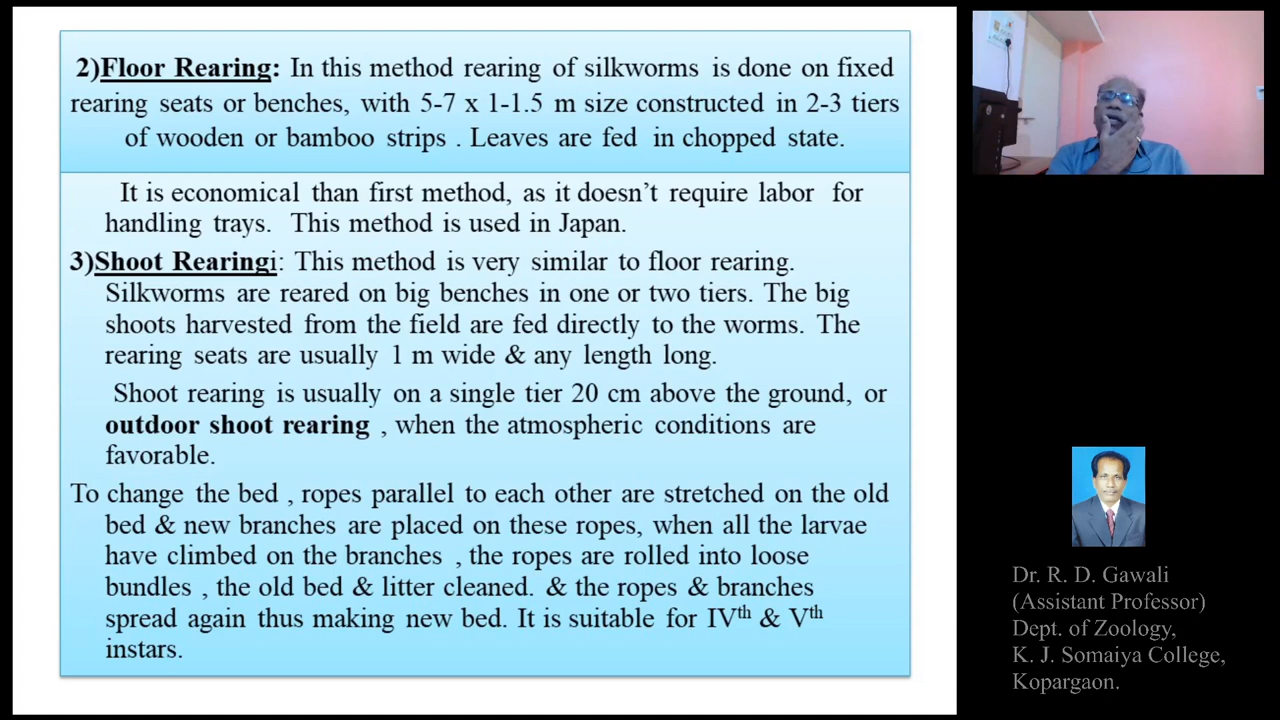 2)Floor Rearing: In this method rearing of silkworms is done on fixed
rearing seats or benches, with 5-7 x 1-1.5 m size constructed in 2-3 tiers
of wooden or bamboo strips . Leaves are fed in chopped state.
It is economical than first method, as it doesn't require labor for
handling trays. This method is used in Japan.
3)Shoot Rearingi: This method is very similar to floor rearing.
Silkworms are reared on big benches in one or two tiers. The big
shoots harvested from the field are fed directly to the worms. The
rearing seats are usually 1 m wide & any length long.
Shoot rearing is usually on a single tier 20 cm above the ground, or
outdoor shoot rearing , when the atmospheric conditions are
favorable.
To change the bed , ropes parallel to each other are stretched on the old
bed & new branches are placed on these ropes, when all the larvae
have climbed on the branches , the ropes are rolled into loose
bundles , the old bed & litter cleaned. & the ropes & branches
spread again thus making new bed. It is suitable for IVth & Vth
instars.
Dr. R. D. Gawali
(Assistant Professor)
Dept. of Zoology,
K. J. Somaiya College,
Kopargaon.